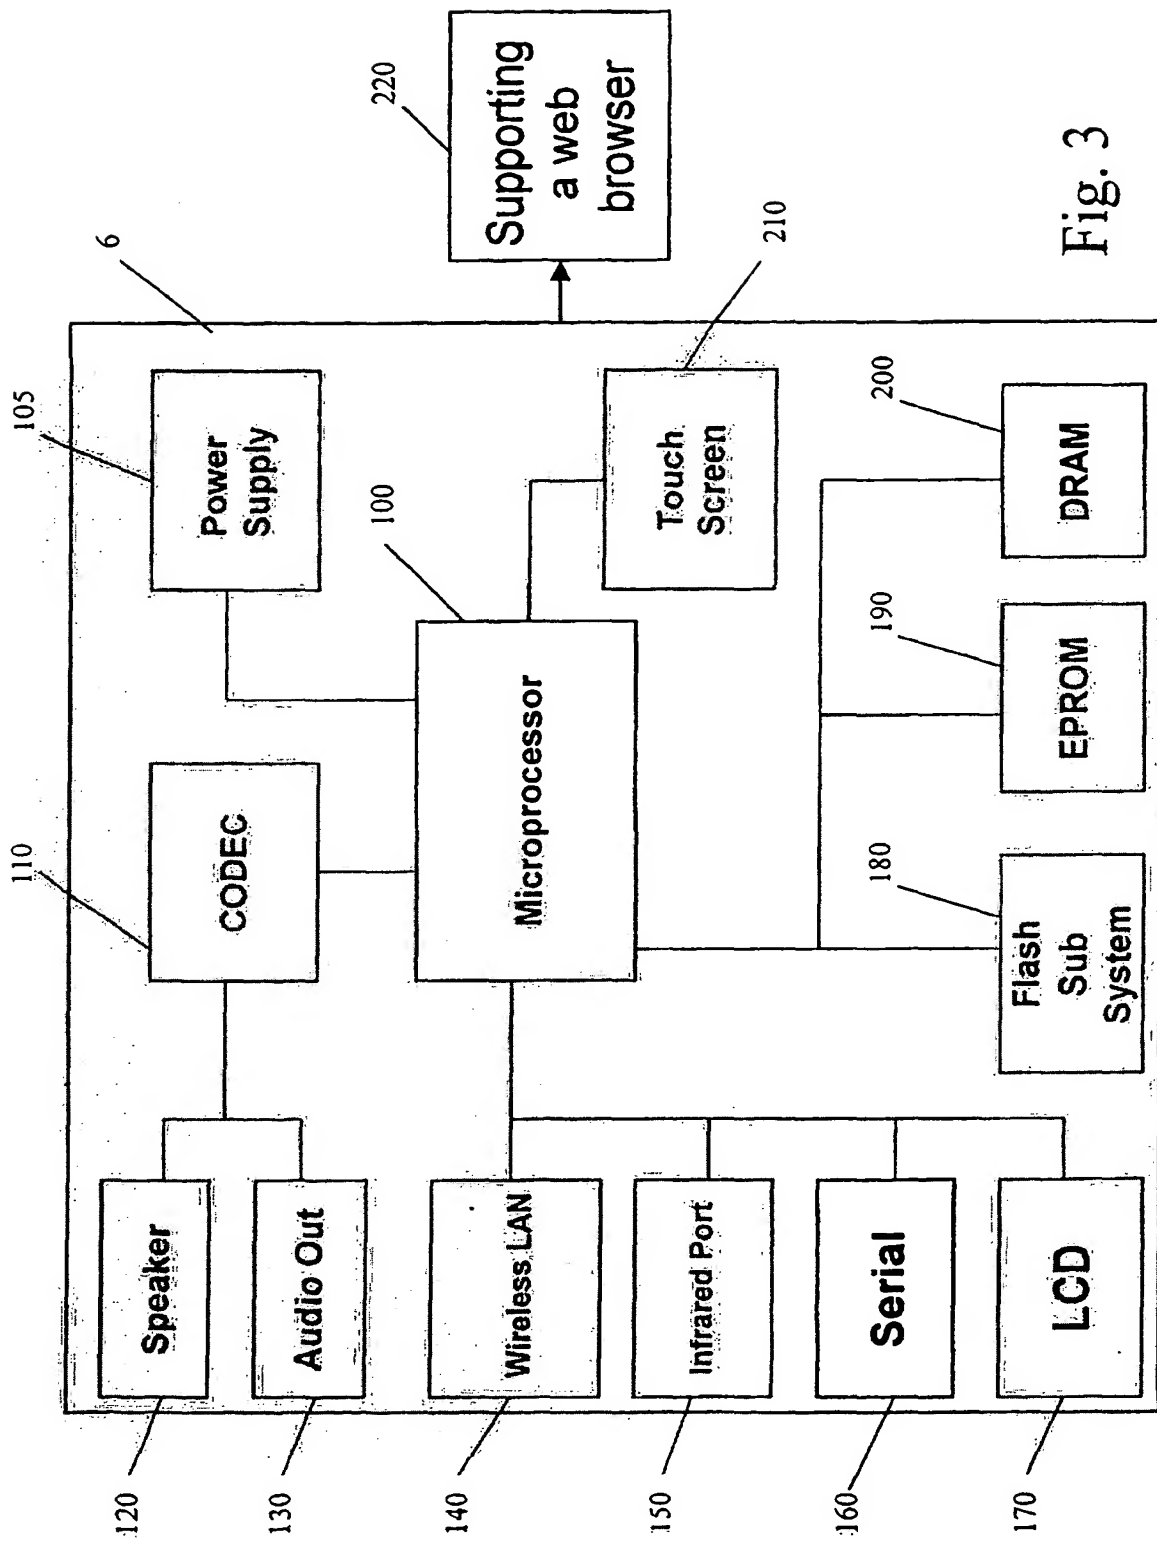 120
Speaker
130
Audio Out
140
Wireless LAN
150
Infrared Port
160
Serial
170
LCD
110
CODEC
105
Power
Supply
6
100
Microprocessor
210
Touch
Screen
180
Flash
Sub
System
190
EPROM
200
DRAM
220
Supporting
a web
browser
Fig. 3